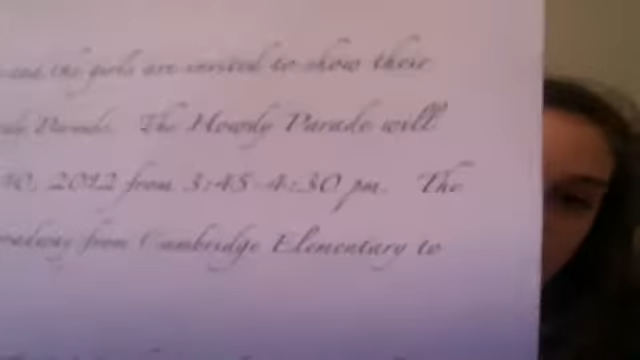 and the girls are invited to show their
Parade. The Howdy Parade will
30, 2012 from 3:45-4:30 pm. The
from Cambridge Elementary to